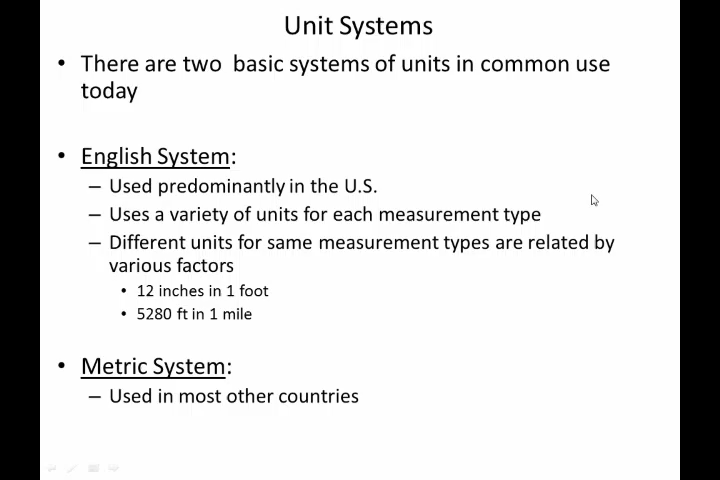 Unit Systems
• There are two basic systems of units in common use
today
• English System:
– Used predominantly in the U.S.
– Uses a variety of units for each measurement type
– Different units for same measurement types are related by
various factors
• 12 inches in 1 foot
• 5280 ft in 1 mile
• Metric System:
– Used in most other countries